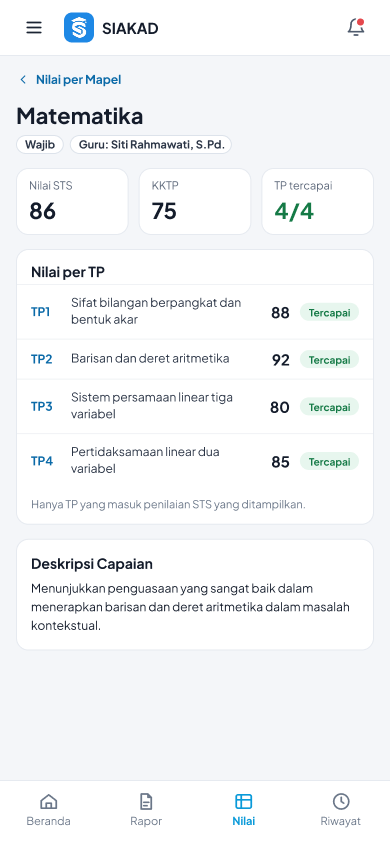 SIAKAD
Nilai per Mapel
Matematika
Wajib
Guru: Siti Rahmawati, S.Pd.
Nilai STS
86
KKTP
75
TP tercapai
4/4
Nilai per TP
TP1
Sifat bilangan berpangkat dan
bentuk akar
88
Tercapai
TP2
Barisan dan deret aritmetika
92
Tercapai
TP3
Sistem persamaan linear tiga
variabel
80
Tercapai
TP4
Pertidaksamaan linear dua
variabel
85
Tercapai
Hanya TP yang masuk penilaian STS yang ditampilkan.
Deskripsi Capaian
Menunjukkan penguasaan yang sangat baik dalam
menerapkan barisan dan deret aritmetika dalam masalah
kontekstual.
Beranda
Rapor
Nilai
Riwayat